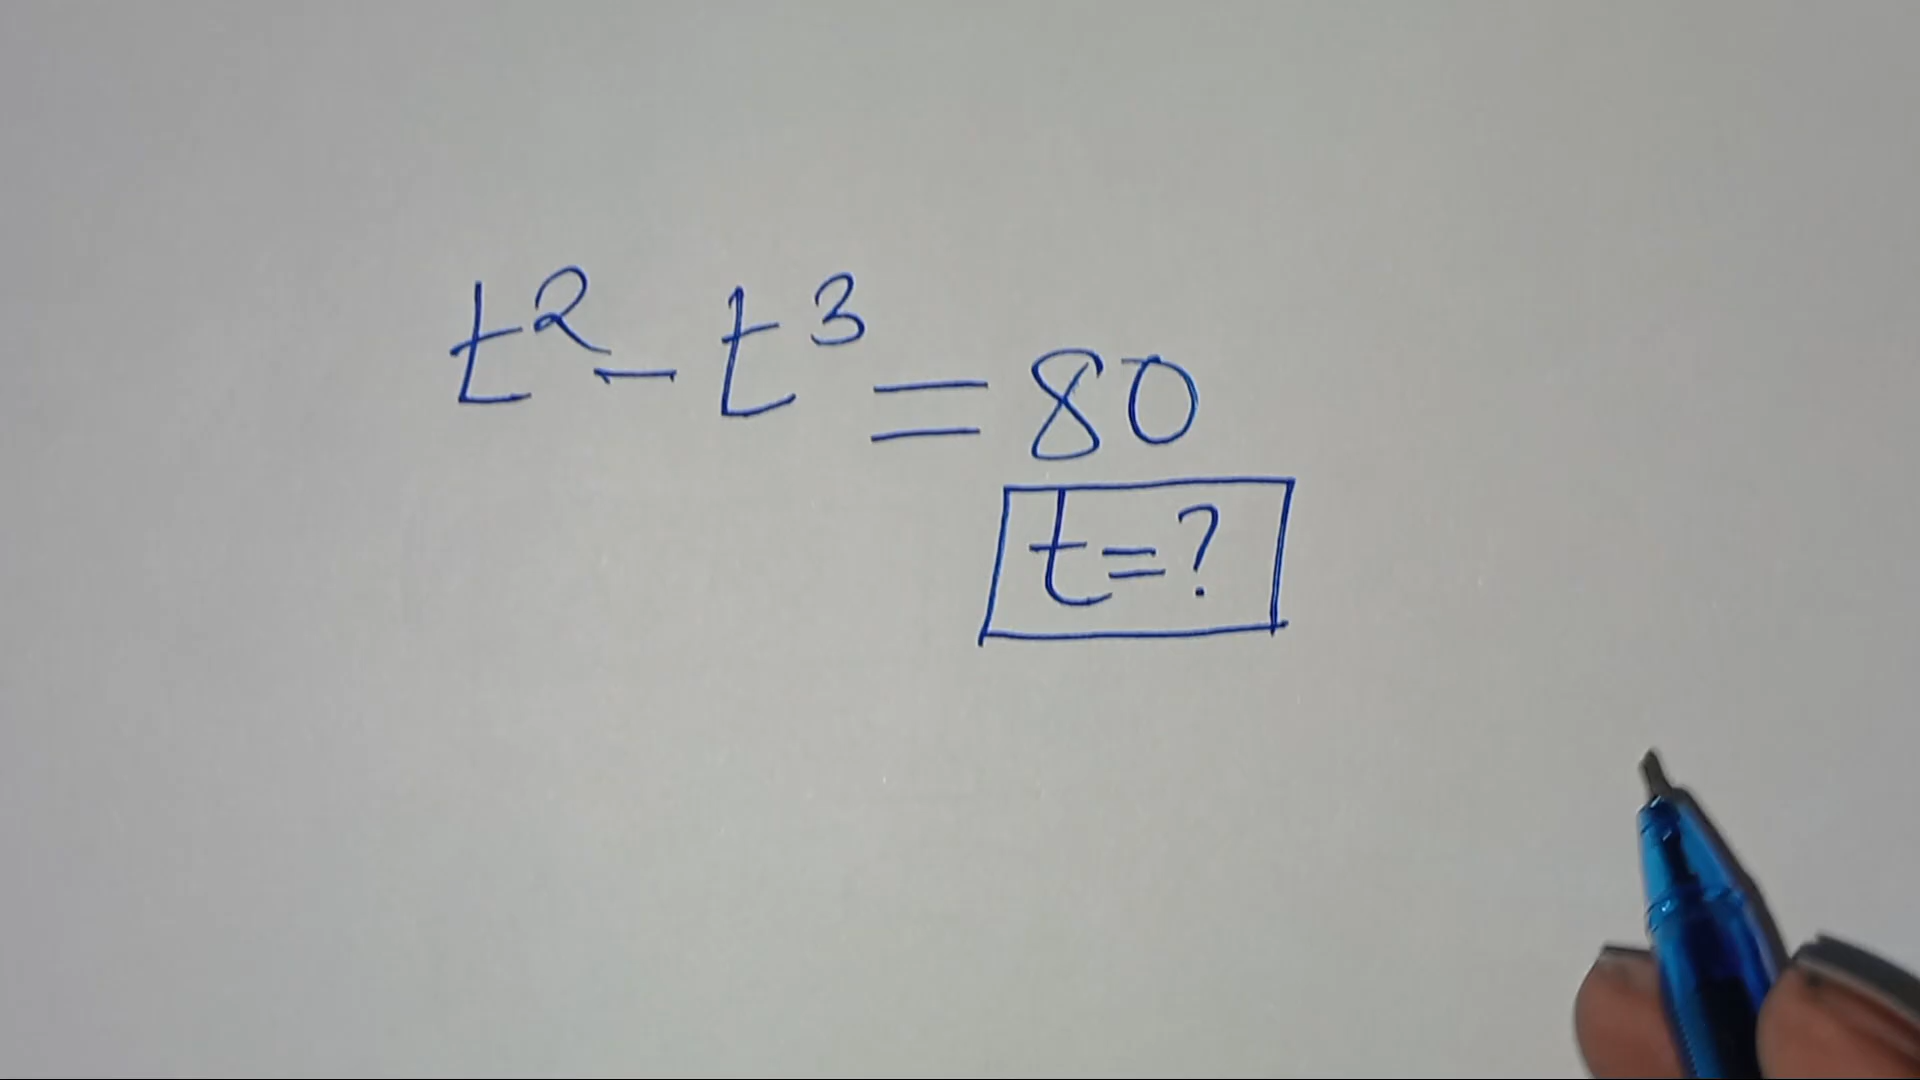 t² - t³ = 80
t = ?